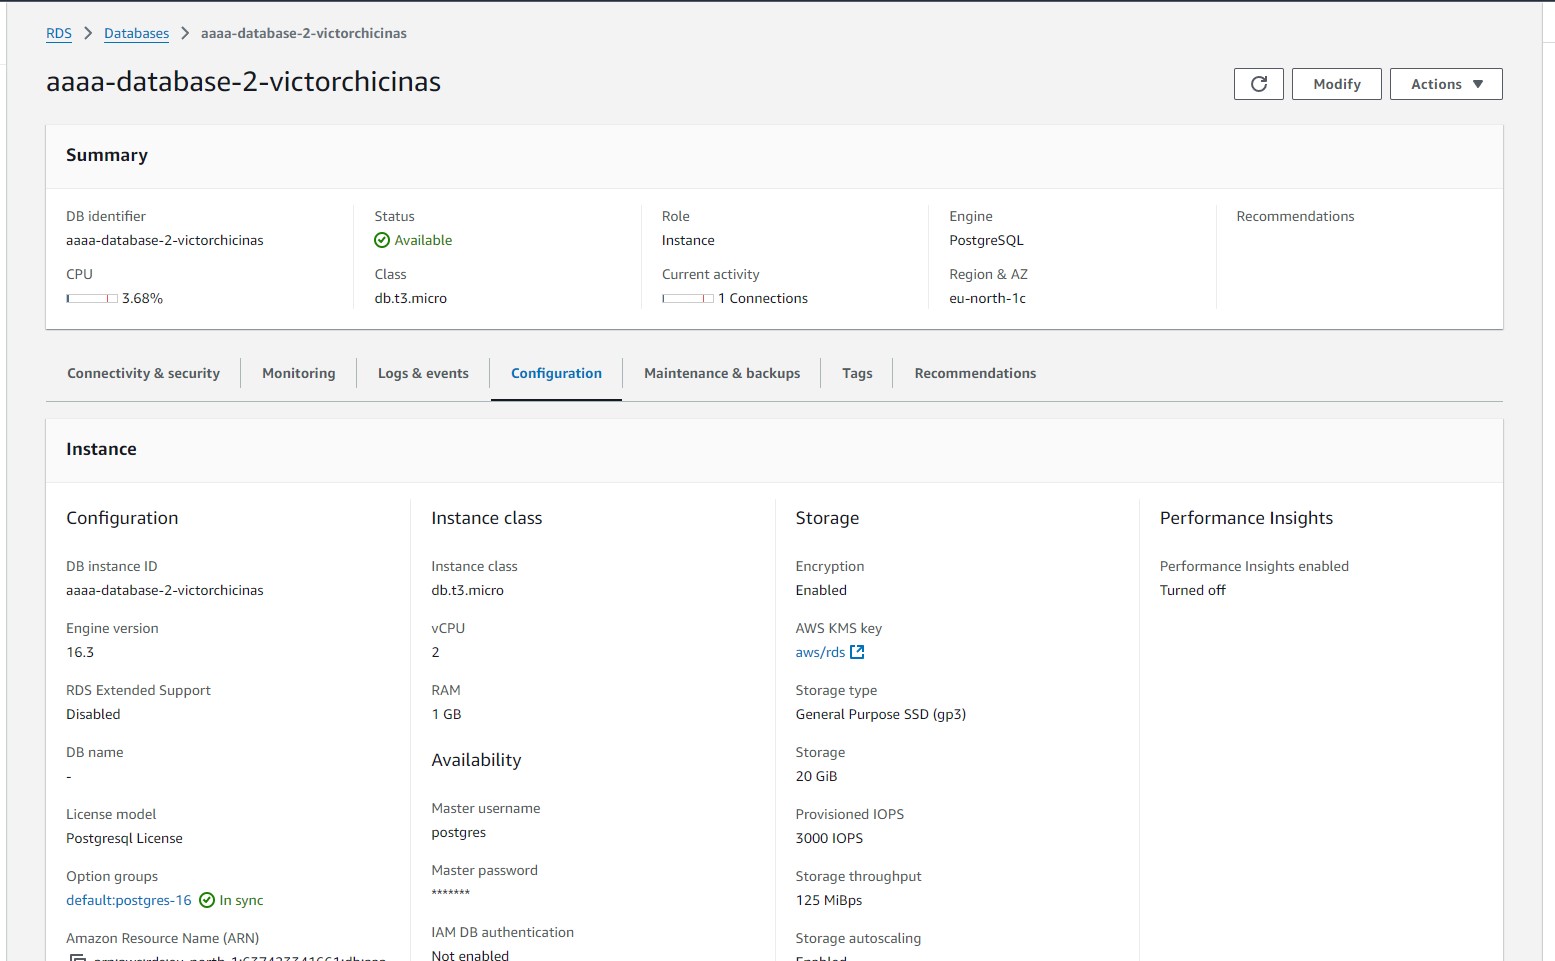 RDS > Databases > aaaa-database-2-victorchicinas
aaaa-database-2-victorchicinas
Modify
Actions
Summary
DB identifier
aaaa-database-2-victorchicinas
CPU
3.68%
Status
Available
Class
db.t3.micro
Role
Instance
Current activity
1 Connections
Engine
PostgreSQL
Region & AZ
eu-north-1c
Recommendations
Connectivity & security
Monitoring
Logs & events
Configuration
Maintenance & backups
Tags
Recommendations
Instance
Configuration
DB instance ID
aaaa-database-2-victorchicinas
Engine version
16.3
RDS Extended Support
Disabled
DB name
-
License model
Postgresql License
Option groups
default:postgres-16 In sync
Amazon Resource Name (ARN)
Instance class
Instance class
db.t3.micro
vCPU
2
RAM
1 GB
Availability
Master username
postgres
Master password
*******
IAM DB authentication
Not enabled
Storage
Encryption
Enabled
AWS KMS key
aws/rds
Storage type
General Purpose SSD (gp3)
Storage
20 GiB
Provisioned IOPS
3000 IOPS
Storage throughput
125 MiBps
Storage autoscaling
Enabled
Performance Insights
Performance Insights enabled
Turned off